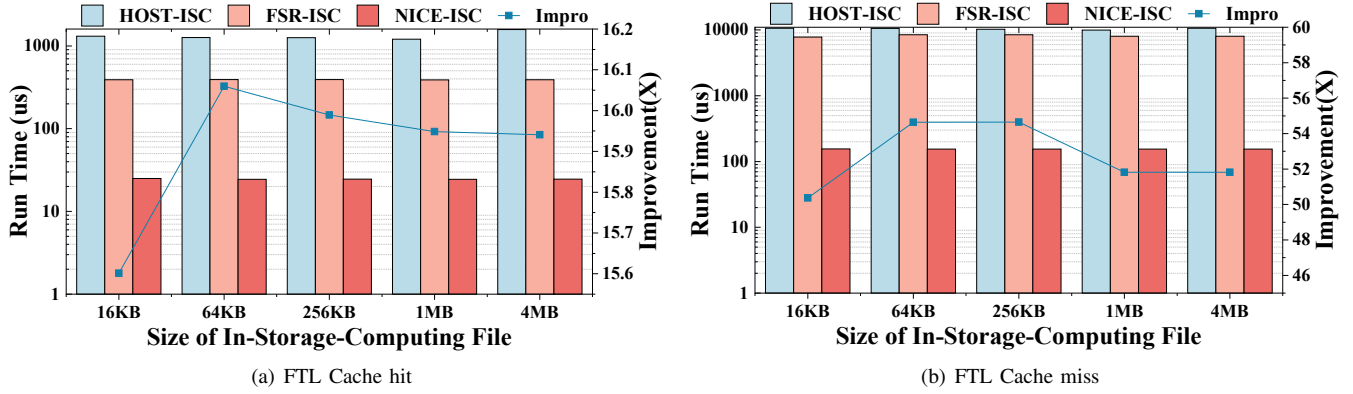 HOST-ISC FSR-ISC NICE-ISC Impro
1000
100
10
1
Run Time (us)
16.2
16.1
16.0
15.9
15.8
15.7
15.6
Improvement(X)
16KB 64KB 256KB 1MB 4MB
Size of In-Storage-Computing File
(a) FTL Cache hit
HOST-ISC FSR-ISC NICE-ISC Impro
10000
1000
100
10
1
Run Time (us)
60
58
56
54
52
50
48
46
Improvement(X)
16KB 64KB 256KB 1MB 4MB
Size of In-Storage-Computing File
(b) FTL Cache miss